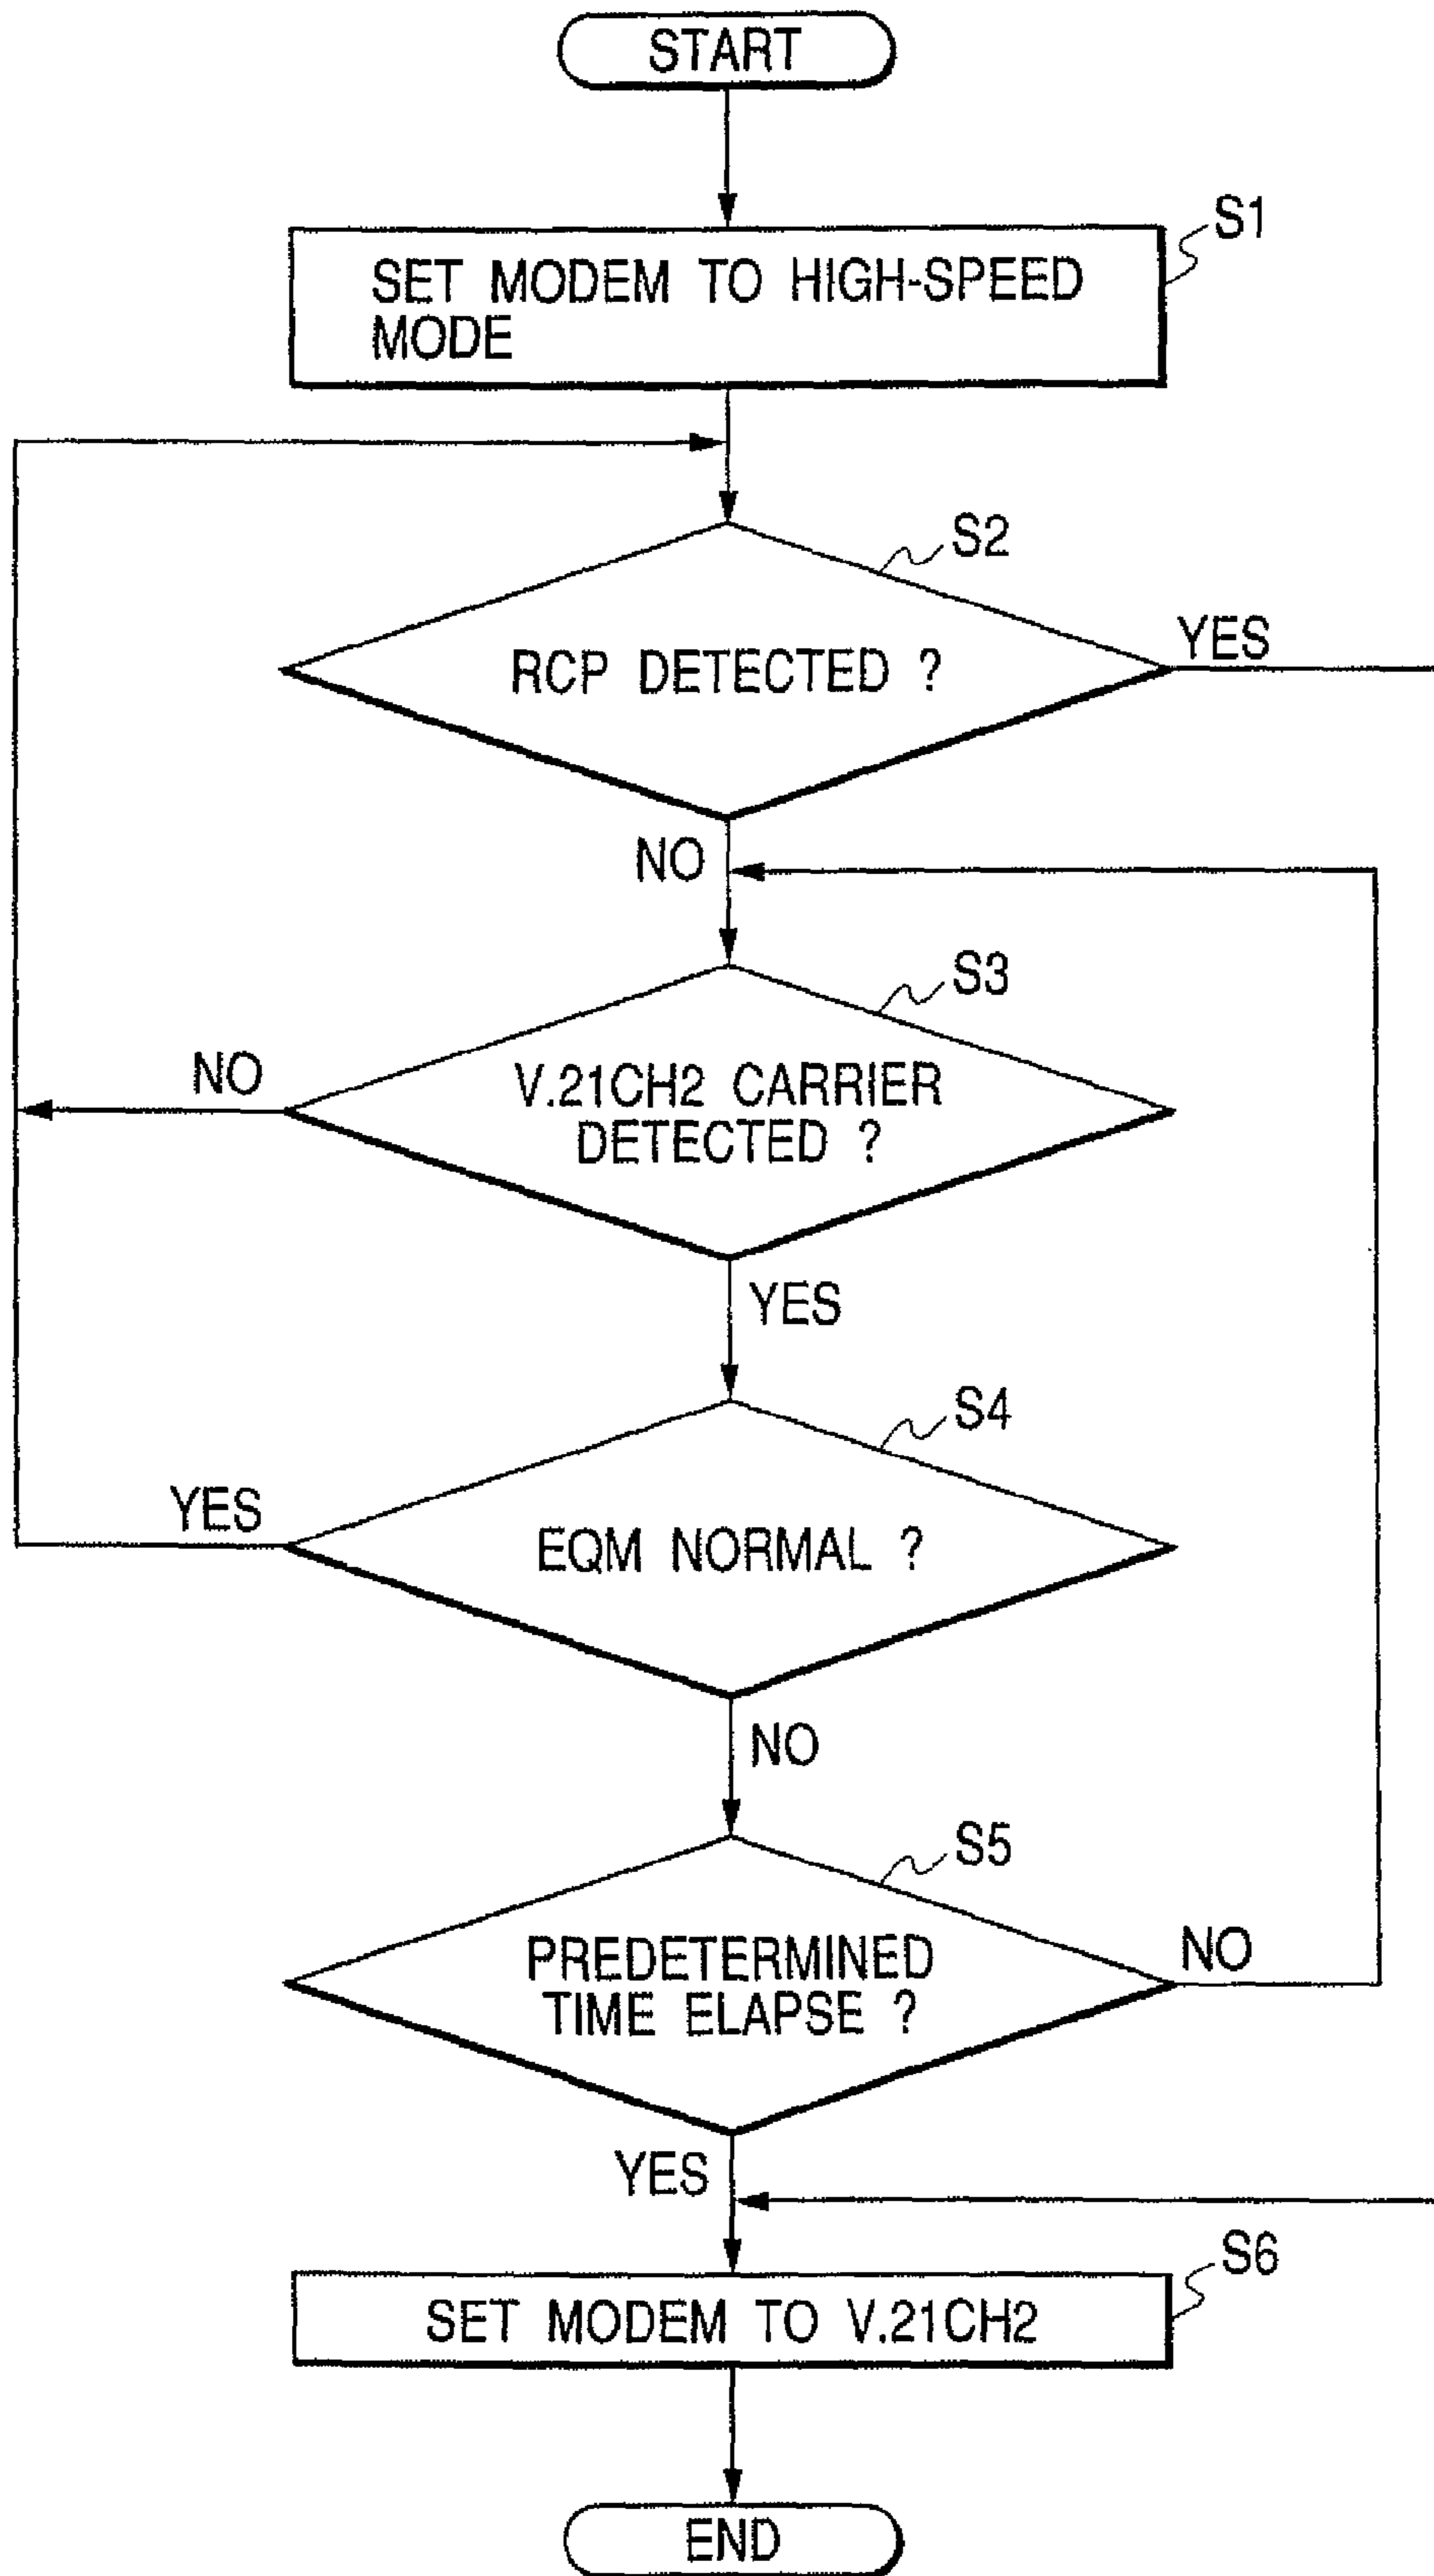 START
S1
SET MODEM TO HIGH-SPEED
MODE
S2
RCP DETECTED ?
YES
NO
S3
V.21CH2 CARRIER
DETECTED ?
NO
YES
S4
EQM NORMAL ?
YES
NO
S5
PREDETERMINED
TIME ELAPSE ?
NO
YES
S6
SET MODEM TO V.21CH2
END